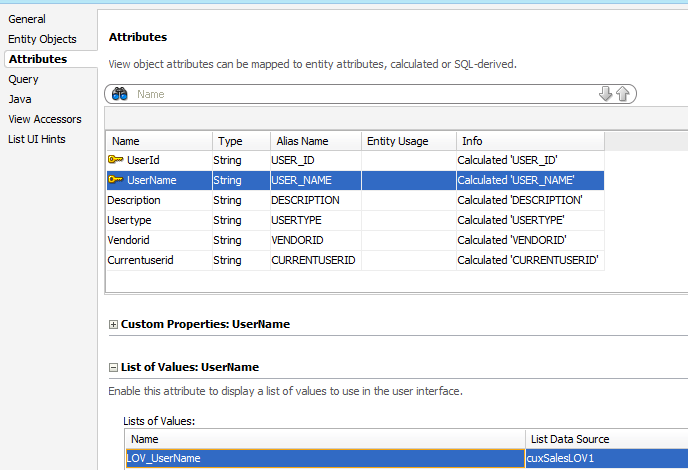 General
Entity Objects
Attributes
Query
Java
View Accessors
List UI Hints
Attributes
View object attributes can be mapped to entity attributes, calculated or SQL-derived.
Name
Name Type Alias Name Entity Usage Info
UserId String USER_ID Calculated 'USER_ID'
UserName String USER_NAME Calculated 'USER_NAME'
Description String DESCRIPTION Calculated 'DESCRIPTION'
Usertype String USERTYPE Calculated 'USERTYPE'
Vendorid String VENDORID Calculated 'VENDORID'
Currentuserid String CURRENTUSERID Calculated 'CURRENTUSERID'
Custom Properties: UserName
List of Values: UserName
Enable this attribute to display a list of values to use in the user interface.
Lists of Values:
Name List Data Source
LOV_UserName cuxSalesLOV1